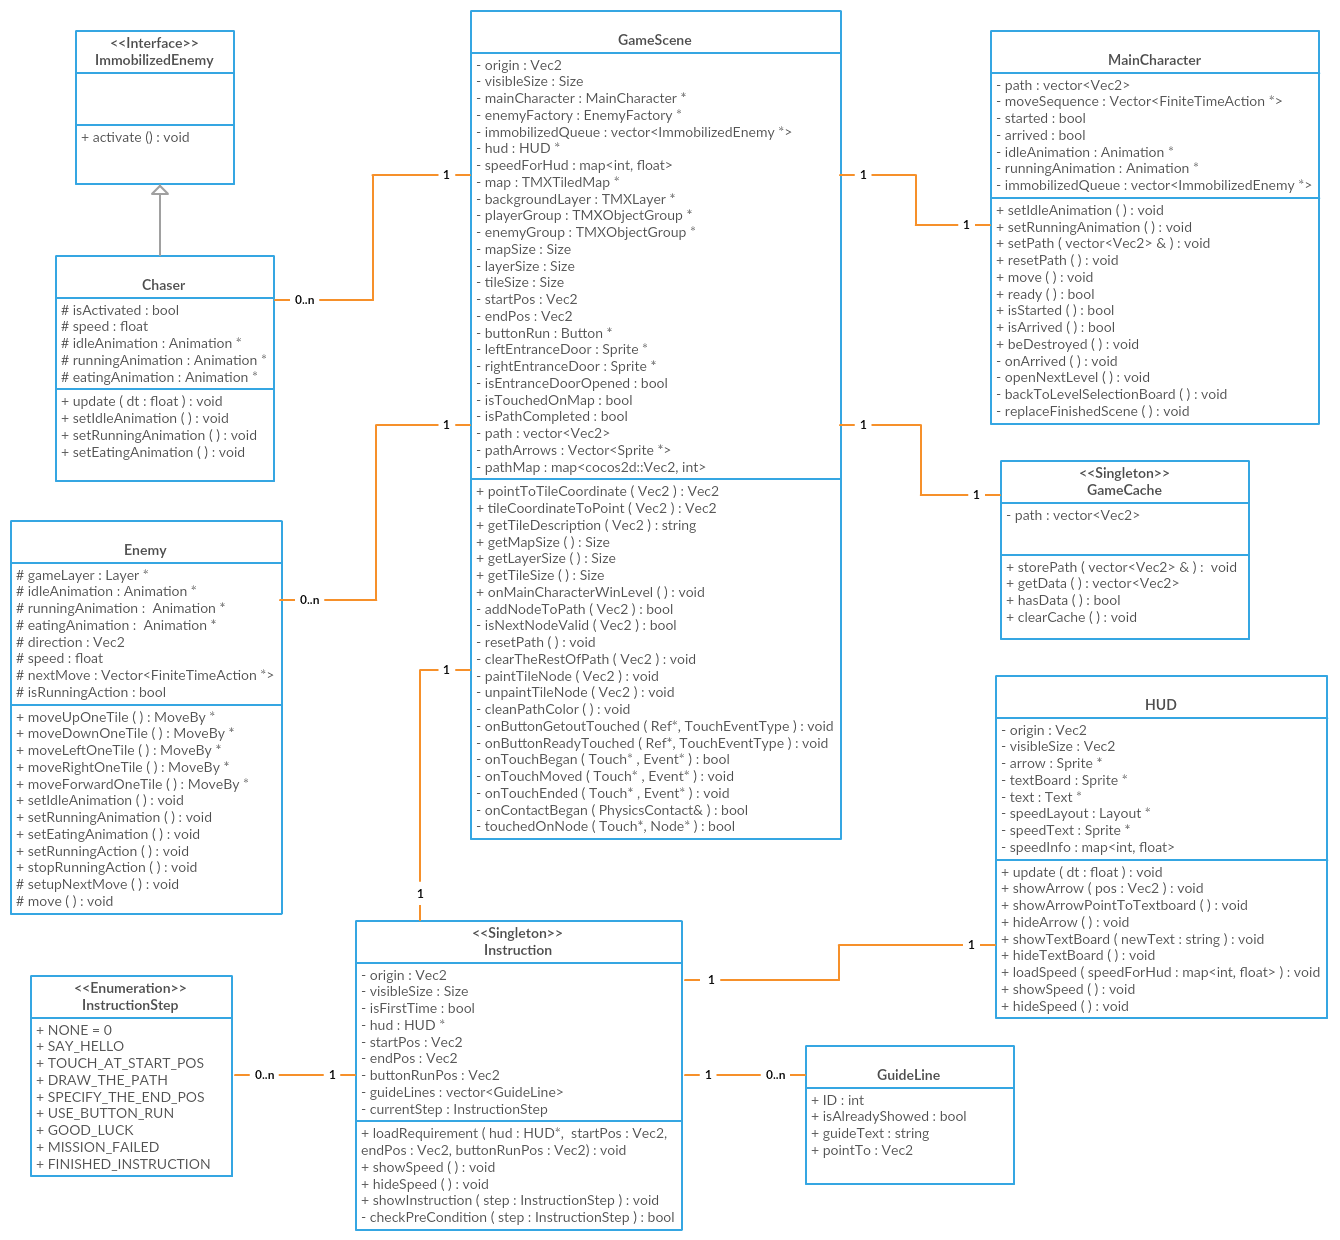 <<Interface>>
ImmobilizedEnemy
+ activate () : void
Chaser
# isActivated : bool
# speed : float
# idleAnimation : Animation *
# runningAnimation : Animation *
# eatingAnimation : Animation *
+ update ( dt : float ) : void
+ setIdleAnimation ( ) : void
+ setRunningAnimation ( ) : void
+ setEatingAnimation ( ) : void
Enemy
# gameLayer : Layer *
# idleAnimation : Animation *
# runningAnimation :  Animation *
# eatingAnimation :  Animation *
# direction : Vec2
# speed : float
# nextMove : Vector<FiniteTimeAction *>
# isRunningAction : bool
+ moveUpOneTile ( ) : MoveBy *
+ moveDownOneTile ( ) : MoveBy *
+ moveLeftOneTile ( ) : MoveBy *
+ moveRightOneTile ( ) : MoveBy *
+ moveForwardOneTile ( ) : MoveBy *
+ setIdleAnimation ( ) : void
+ setRunningAnimation ( ) : void
+ setEatingAnimation ( ) : void
+ setRunningAction ( ) : void
+ stopRunningAction ( ) : void
# setupNextMove ( ) : void
# move ( ) : void
<<Enumeration>>
InstructionStep
+ NONE = 0
+ SAY_HELLO
+ TOUCH_AT_START_POS
+ DRAW_THE_PATH
+ SPECIFY_THE_END_POS
+ USE_BUTTON_RUN
+ GOOD_LUCK
+ MISSION_FAILED
+ FINISHED_INSTRUCTION
GameScene
- origin : Vec2
- visibleSize : Size
- mainCharacter : MainCharacter *
- enemyFactory : EnemyFactory *
- immobilizedQueue : vector<ImmobilizedEnemy *>
- hud : HUD *
- speedForHud : map<int, float>
- map : TMXTiledMap *
- backgroundLayer : TMXLayer *
- playerGroup : TMXObjectGroup *
- enemyGroup : TMXObjectGroup *
- mapSize : Size
- layerSize : Size
- tileSize : Size
- startPos : Vec2
- endPos : Vec2
- buttonRun : Button *
- leftEntranceDoor : Sprite *
- rightEntranceDoor : Sprite *
- isEntranceDoorOpened : bool
- isTouchedOnMap : bool
- isPathCompleted : bool
- path : vector<Vec2>
- pathArrows : Vector<Sprite *>
- pathMap : map<cocos2d::Vec2, int>
+ pointToTileCoordinate ( Vec2 ) : Vec2
+ tileCoordinateToPoint ( Vec2 ) : Vec2
+ getTileDescription ( Vec2 ) : string
+ getMapSize ( ) : Size
+ getLayerSize ( ) : Size
+ getTileSize ( ) : Size
+ onMainCharacterWinLevel ( ) : void
- addNodeToPath ( Vec2 ) : bool
- isNextNodeValid ( Vec2 ) : bool
- resetPath ( ) : void
- clearTheRestOfPath ( Vec2 ) : void
- paintTileNode ( Vec2 ) : void
- unpaintTileNode ( Vec2 ) : void
- cleanPathColor ( ) : void
- onButtonGetoutTouched ( Ref*, TouchEventType ) : void
- onButtonReadyTouched ( Ref*, TouchEventType ) : void
- onTouchBegan ( Touch* , Event* ) : bool
- onTouchMoved ( Touch* , Event* ) : void
- onTouchEnded ( Touch* , Event* ) : void
- onContactBegan ( PhysicsContact& ) : bool
- touchedOnNode ( Touch*, Node* ) : bool
<<Singleton>>
Instruction
- origin : Vec2
- visibleSize : Size
- isFirstTime : bool
- hud : HUD *
- startPos : Vec2
- endPos : Vec2
- buttonRunPos : Vec2
- guideLines : vector<GuideLine>
- currentStep : InstructionStep
+ loadRequirement ( hud : HUD*,  startPos : Vec2,
endPos : Vec2, buttonRunPos : Vec2) : void
+ showSpeed ( ) : void
+ hideSpeed ( ) : void
+ showInstruction ( step : InstructionStep ) : void
- checkPreCondition ( step : InstructionStep ) : bool
MainCharacter
- path : vector<Vec2>
- moveSequence : Vector<FiniteTimeAction *>
- started : bool
- arrived : bool
- idleAnimation : Animation *
- runningAnimation : Animation *
- immobilizedQueue : vector<ImmobilizedEnemy *>
+ setIdleAnimation ( ) : void
+ setRunningAnimation ( ) : void
+ setPath ( vector<Vec2> & ) : void
+ resetPath ( ) : void
+ move ( ) : void
+ ready ( ) : bool
+ isStarted ( ) : bool
+ isArrived ( ) : bool
+ beDestroyed ( ) : void
- onArrived ( ) : void
- openNextLevel ( ) : void
- backToLevelSelectionBoard ( ) : void
- replaceFinishedScene ( ) : void
<<Singleton>>
GameCache
- path : vector<Vec2>
+ storePath ( vector<Vec2> & ) :  void
+ getData ( ) : vector<Vec2>
+ hasData ( ) : bool
+ clearCache ( ) : void
HUD
- origin : Vec2
- visibleSize : Vec2
- arrow : Sprite *
- textBoard : Sprite *
- text : Text *
- speedLayout : Layout *
- speedText : Sprite *
- speedInfo : map<int, float>
+ update ( dt : float ) : void
+ showArrow ( pos : Vec2 ) : void
+ showArrowPointToTextboard ( ) : void
+ hideArrow ( ) : void
+ showTextBoard ( newText : string ) : void
+ hideTextBoard ( ) : void
+ loadSpeed ( speedForHud : map<int, float> ) : void
+ showSpeed ( ) : void
+ hideSpeed ( ) : void
GuideLine
+ ID : int
+ isAlreadyShowed : bool
+ guideText : string
+ pointTo : Vec2
1
0..n
1
0..n
1
1
1
1
1
1
1
1
0..n
1
1
0..n